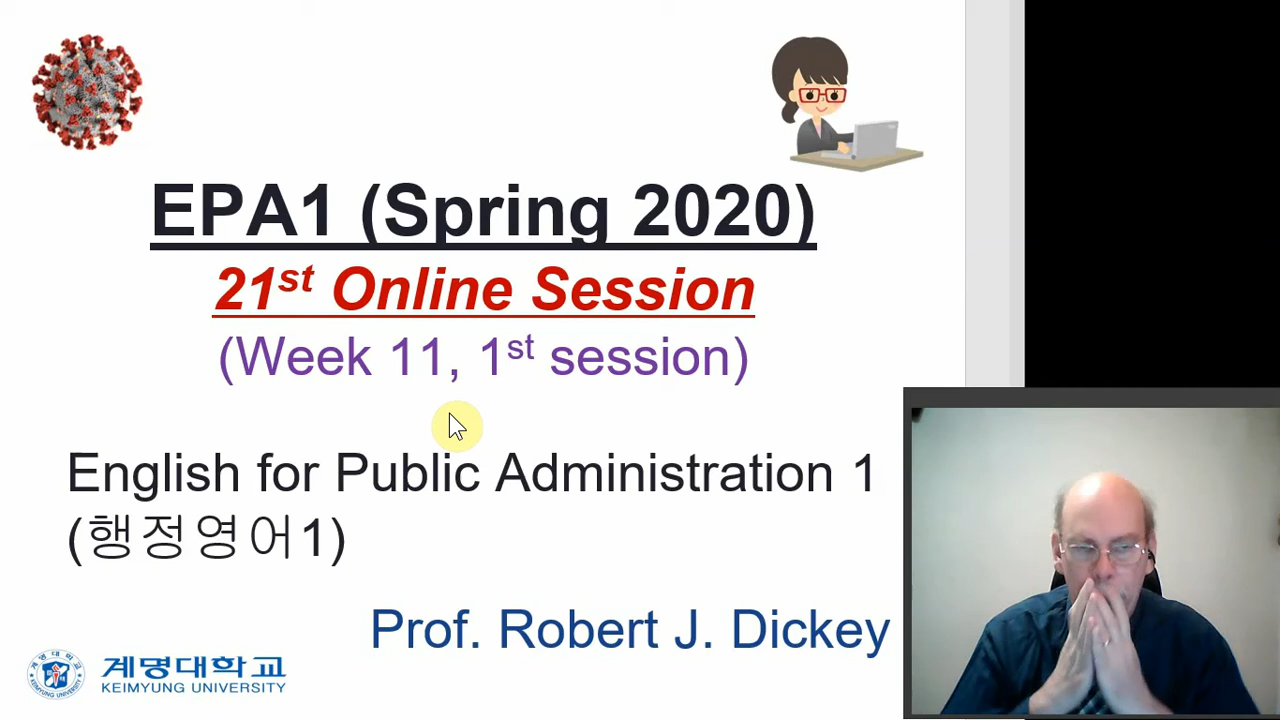 EPA1 (Spring 2020)
21st Online Session
(Week 11, 1st session)
English for Public Administration 1
(행정영어1)
Prof. Robert J. Dickey
계명대학교
KEIMYUNG UNIVERSITY